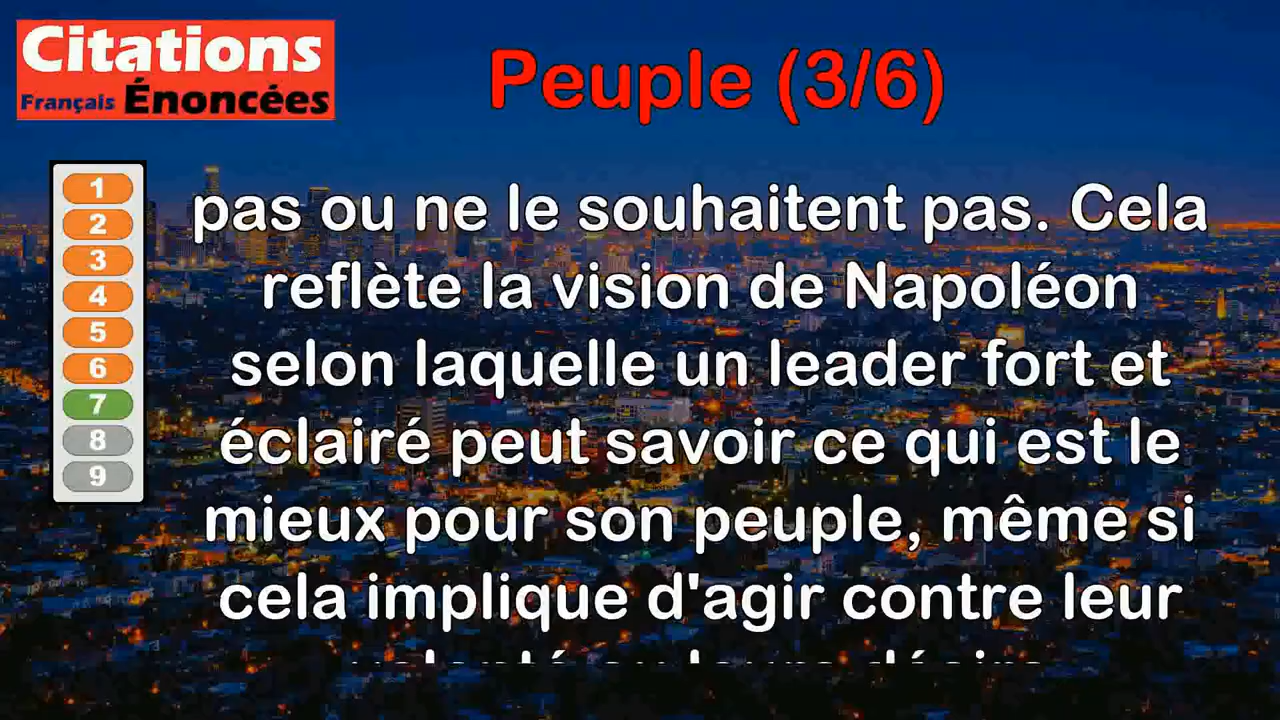 Citations
Français Énoncées
Peuple (3/6)
1
2
3
4
5
6
7
8
9
pas ou ne le souhaitent pas. Cela
reflète la vision de Napoléon
selon laquelle un leader fort et
éclairé peut savoir ce qui est le
mieux pour son peuple, même si
cela implique d'agir contre leur